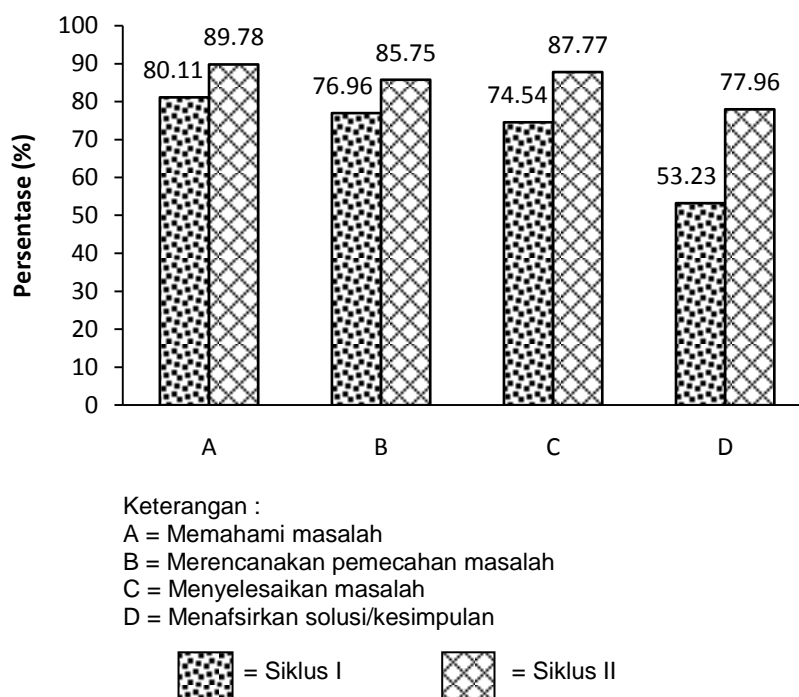 100
90
80
70
60
50
40
30
20
10
0
Persentase (%)
80.11 89.78
76.96 85.75
74.54 87.77
53.23 77.96
A B C D
Keterangan :
A = Memahami masalah
B = Merencanakan pemecahan masalah
C = Menyelesaikan masalah
D = Menafsirkan solusi/kesimpulan
= Siklus I = Siklus II